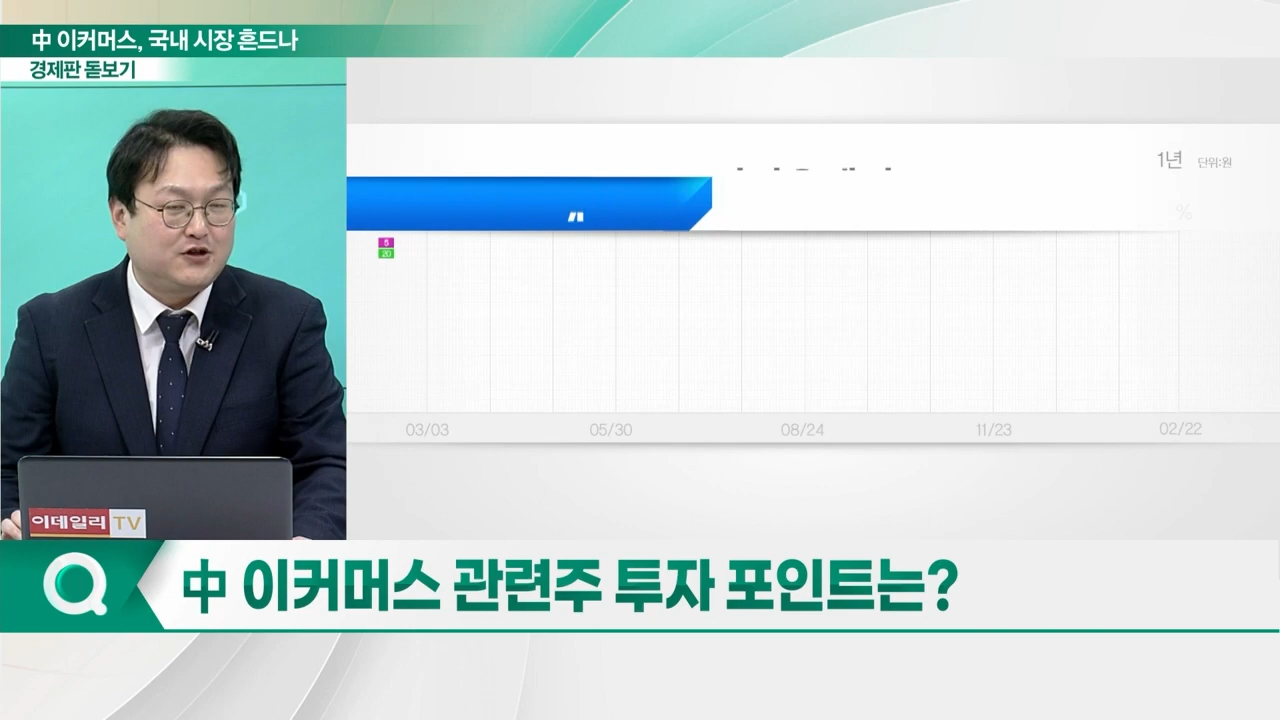 中 이커머스, 국내 시장 흔드나
경제판 돋보기
1년 단위:원
%
5
20
03/03 05/30 08/24 11/23 02/22
이데일리 TV
中 이커머스 관련주 투자 포인트는?